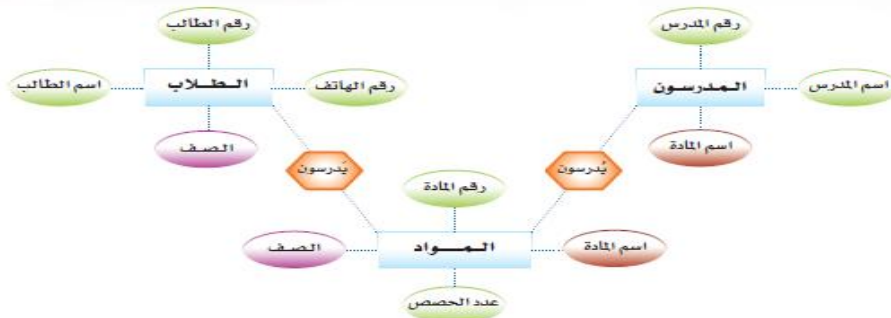 رقم المدرس
رقم الطالب
اسم المدرس
المدرسون
رقم الهاتف
الطلاب
اسم الطالب
اسم المادة
الصف
يُدرسون
يَدرسون
رقم المادة
اسم المادة
المواد
الصف
عدد الحصص